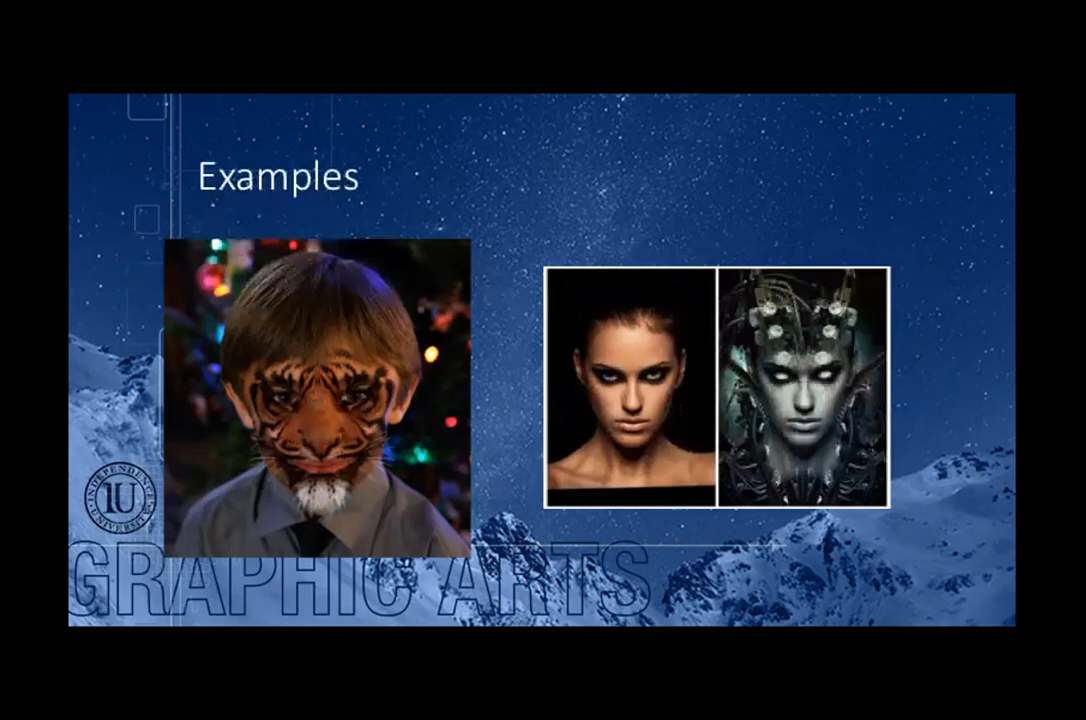 Examples
INDEPENDENCE
IU
UNIVERSITY
GRAPHIC ARTS